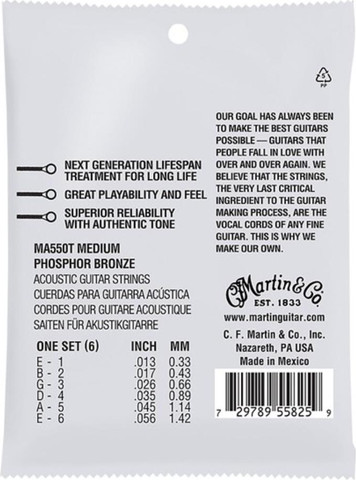 5
PP
OUR GOAL HAS ALWAYS BEEN
TO MAKE THE BEST GUITARS
POSSIBLE — GUITARS THAT
PEOPLE FALL IN LOVE WITH
OVER AND OVER AGAIN. WE
BELIEVE THAT THE STRINGS,
THE VERY LAST CRITICAL
INGREDIENT TO THE GUITAR
MAKING PROCESS, ARE THE
VOCAL CORDS OF ANY FINE
GUITAR. THIS IS WHY WE
MAKE OUR OWN.
NEXT GENERATION LIFESPAN
TREATMENT FOR LONG LIFE
GREAT PLAYABILITY AND FEEL
SUPERIOR RELIABILITY
WITH AUTHENTIC TONE
MA550T MEDIUM
PHOSPHOR BRONZE
ACOUSTIC GUITAR STRINGS
CUERDAS PARA GUITARRA ACÚSTICA
CORDES POUR GUITARE ACOUSTIQUE
SAITEN FÜR AKUSTIKGITARRE
ONE SET (6) INCH MM
E - 1 .013 0.33
B - 2 .017 0.43
G - 3 .026 0.66
D - 4 .035 0.89
A - 5 .045 1.14
E - 6 .056 1.42
Martin & Co.
EST. 1833
www.martinguitar.com
C. F. Martin & Co., Inc.
Nazareth, PA USA
Made in Mexico
7 29789 55825 9